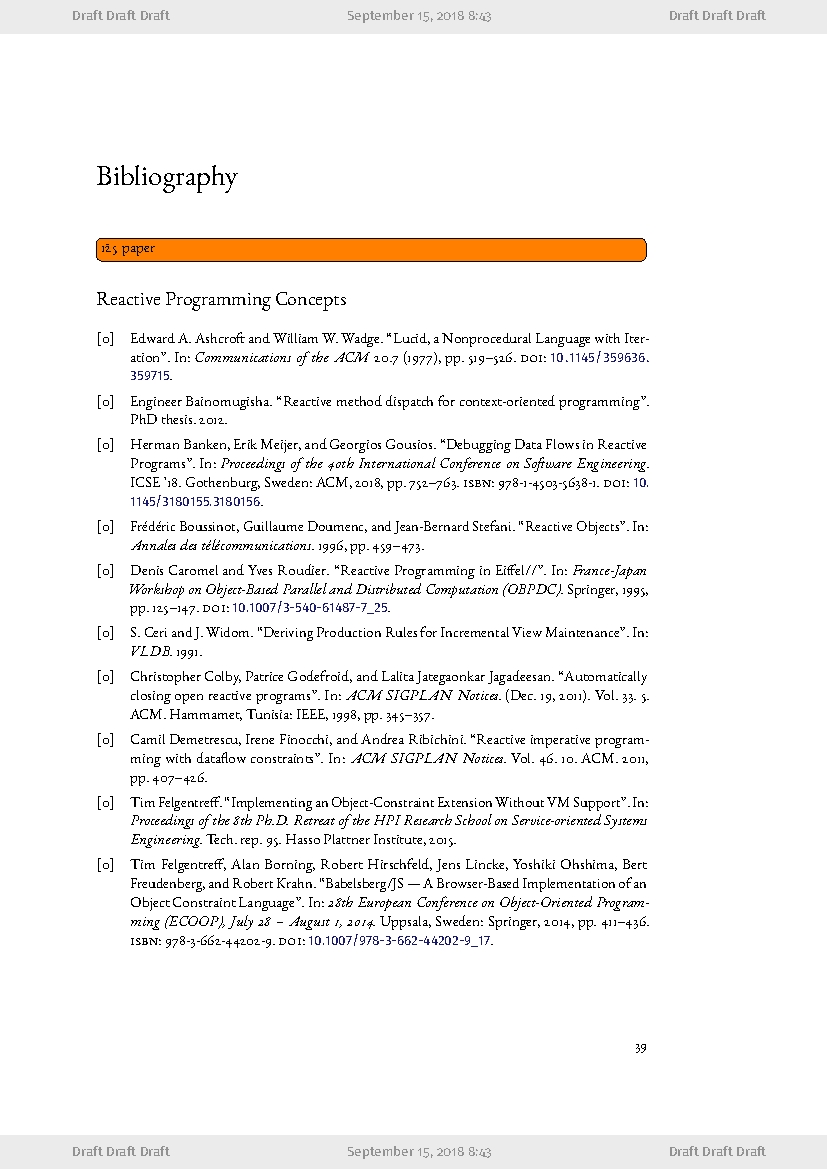 Draft Draft Draft September 15, 2018 8:43 Draft Draft Draft
Bibliography
125 paper
Reactive Programming Concepts
[0] Edward A. Ashcroft and William W. Wadge. “Lucid, a Nonprocedural Language with Iter-
ation”. In: Communications of the ACM 20.7 (1977), pp. 519–526. DOI: 10.1145/359636.
359715.
[0] Engineer Bainomugisha. “Reactive method dispatch for context-oriented programming”.
PhD thesis. 2012.
[0] Herman Banken, Erik Meijer, and Georgios Gousios. “Debugging Data Flows in Reactive
Programs”. In: Proceedings of the 40th International Conference on Software Engineering.
ICSE ’18. Gothenburg, Sweden: ACM, 2018, pp. 752–763. ISBN: 978-1-4503-5638-1. DOI: 10.
1145/3180155.3180156.
[0] Frédéric Boussinot, Guillaume Doumenc, and Jean-Bernard Stefani. “Reactive Objects”. In:
Annales des télécommunications. 1996, pp. 459–473.
[0] Denis Caromel and Yves Roudier. “Reactive Programming in Eiffel//”. In: France-Japan
Workshop on Object-Based Parallel and Distributed Computation (OBPDC). Springer, 1995,
pp. 125–147. DOI: 10.1007/3-540-61487-7_25.
[0] S. Ceri and J. Widom. “Deriving Production Rules for Incremental View Maintenance”. In:
VLDB. 1991.
[0] Christopher Colby, Patrice Godefroid, and Lalita Jategaonkar Jagadeesan. “Automatically
closing open reactive programs”. In: ACM SIGPLAN Notices. (Dec. 19, 2011). Vol. 33. 5.
ACM. Hammamet, Tunisia: IEEE, 1998, pp. 345–357.
[0] Camil Demetrescu, Irene Finocchi, and Andrea Ribichini. “Reactive imperative program-
ming with dataflow constraints”. In: ACM SIGPLAN Notices. Vol. 46. 10. ACM. 2011,
pp. 407–426.
[0] Tim Felgentreff. “Implementing an Object-Constraint Extension Without VM Support”. In:
Proceedings of the 8th Ph.D. Retreat of the HPI Research School on Service-oriented Systems
Engineering. Tech. rep. 95. Hasso Plattner Institute, 2015.
[0] Tim Felgentreff, Alan Borning, Robert Hirschfeld, Jens Lincke, Yoshiki Ohshima, Bert
Freudenberg, and Robert Krahn. “Babelsberg/JS — A Browser-Based Implementation of an
Object Constraint Language”. In: 28th European Conference on Object-Oriented Program-
ming (ECOOP), July 28 – August 1, 2014. Uppsala, Sweden: Springer, 2014, pp. 411–436.
ISBN: 978-3-662-44202-9. DOI: 10.1007/978-3-662-44202-9_17.
39
Draft Draft Draft September 15, 2018 8:43 Draft Draft Draft